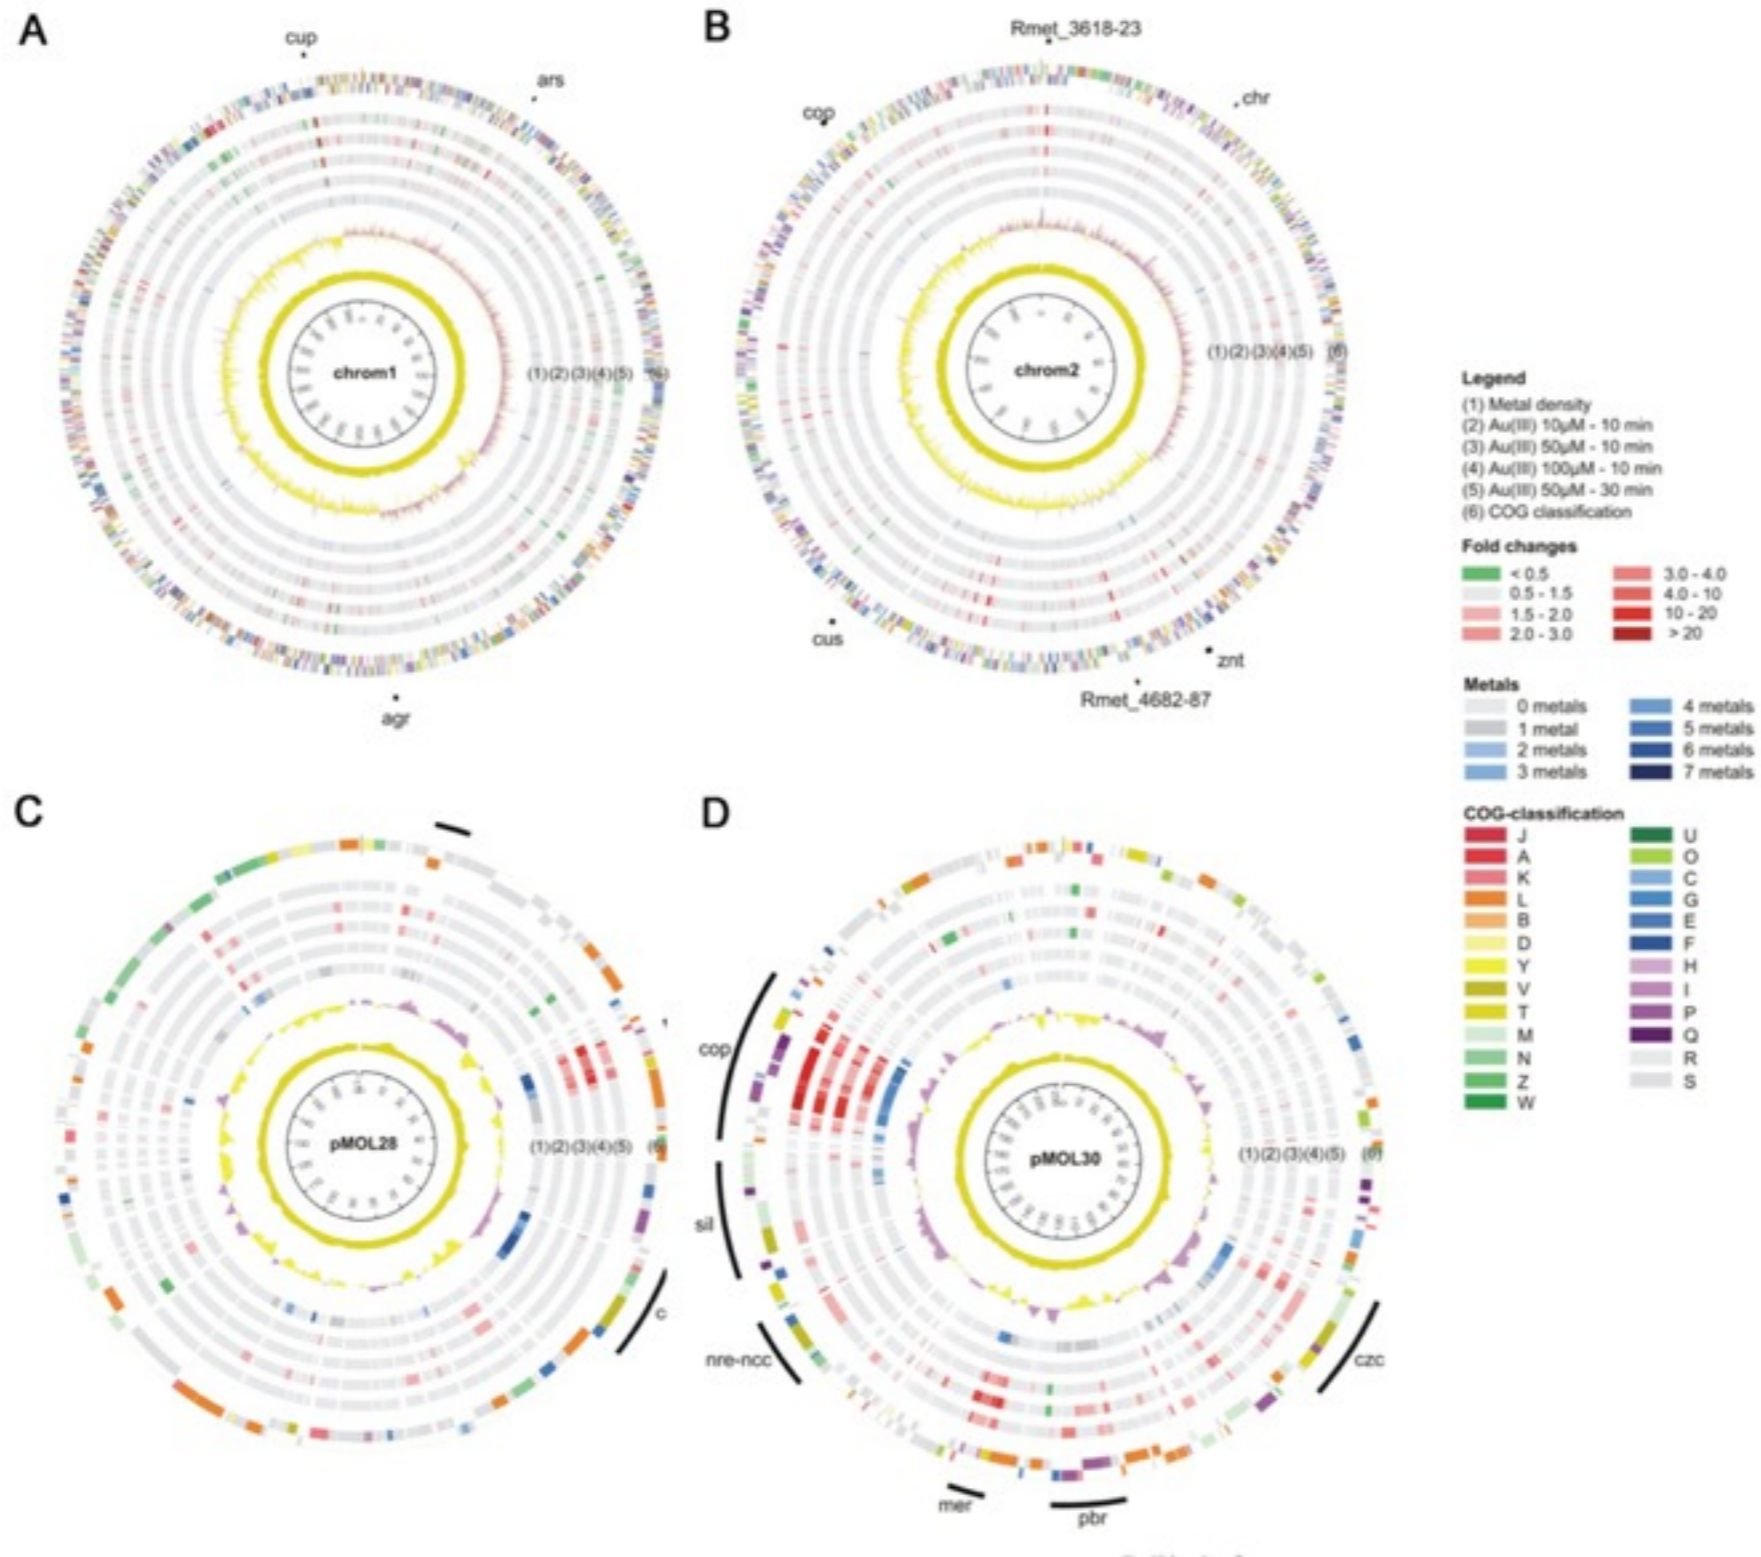 A
cup
ars
chrom1
(1)(2)(3)(4)(5) (6)
agr
B
Rmet_3618-23
cop
chr
chrom2
(1)(2)(3)(4)(5) (6)
cus
znt
Rmet_4682-87
Legend
(1) Metal density
(2) Au(III) 10µM - 10 min
(3) Au(III) 50µM - 10 min
(4) Au(III) 100µM - 10 min
(5) Au(III) 50µM - 30 min
(6) COG classification
Fold changes
< 0.5 3.0 - 4.0
0.5 - 1.5 4.0 - 10
1.5 - 2.0 10 - 20
2.0 - 3.0 > 20
Metals
0 metals 4 metals
1 metal 5 metals
2 metals 6 metals
3 metals 7 metals
COG-classification
J U
A O
K C
L G
B E
D F
Y H
V I
T P
M Q
N R
Z S
W
C
pMOL28
(1)(2)(3)(4)(5) (6)
c
D
cop
sil
nre-ncc
pMOL30
(1)(2)(3)(4)(5) (6)
czc
mer
pbr